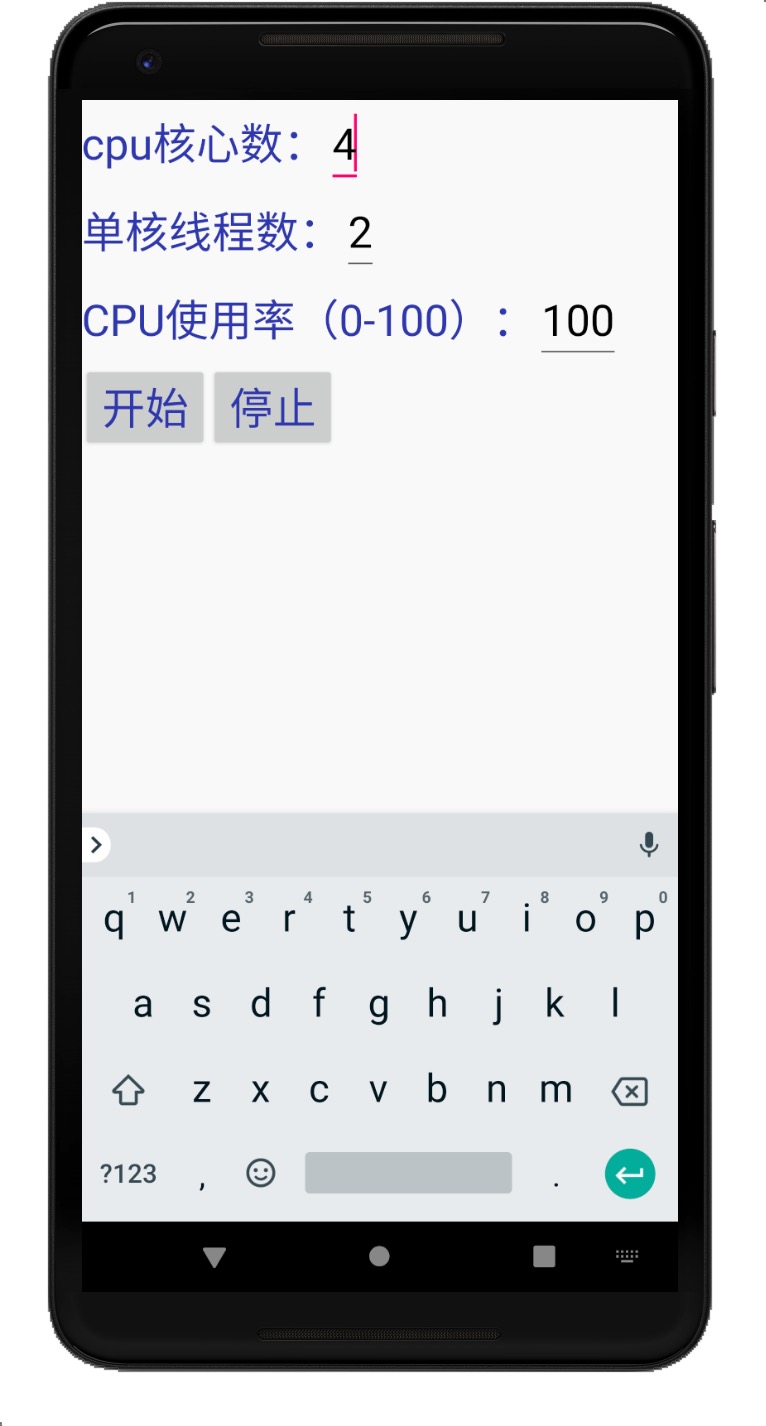 cpu核心数：4
单核线程数：2
CPU使用率（0-100）：100
开始 停止
1 2 3 4 5 6 7 8 9 0
q w e r t y u i o p
a s d f g h j k l
z x c v b n m
?123 , .